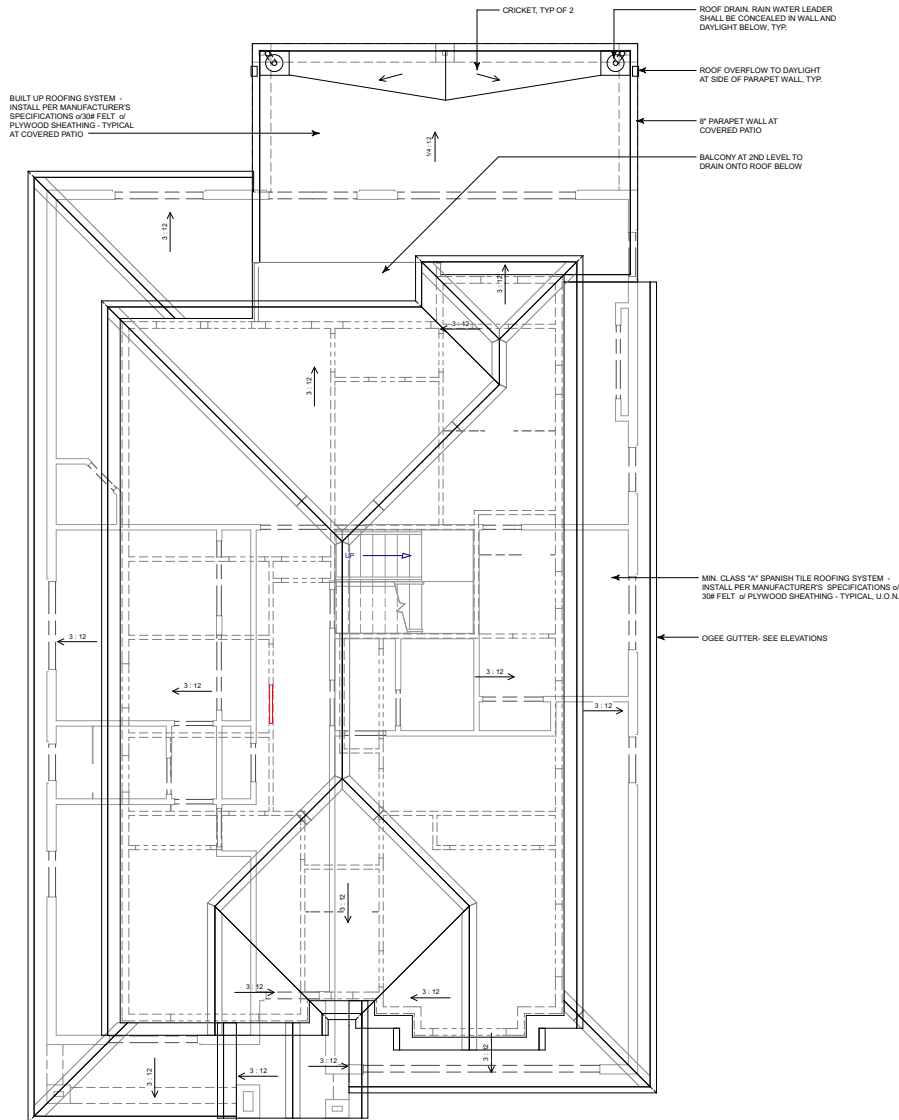 CRICKET, TYP OF 2
ROOF DRAIN. RAIN WATER LEADER
SHALL BE CONCEALED IN WALL AND
DAYLIGHT BELOW, TYP.
ROOF OVERFLOW TO DAYLIGHT
AT SIDE OF PARAPET WALL, TYP.
BUILT UP ROOFING SYSTEM -
INSTALL PER MANUFACTURER'S
SPECIFICATIONS o/30# FELT o/
PLYWOOD SHEATHING - TYPICAL
AT COVERED PATIO
8" PARAPET WALL AT
COVERED PATIO
1/4 : 12
BALCONY AT 2ND LEVEL TO
DRAIN ONTO ROOF BELOW
3 : 12
3 : 12
3 : 12
3 : 12
UP
MIN. CLASS "A" SPANISH TILE ROOFING SYSTEM -
INSTALL PER MANUFACTURER'S SPECIFICATIONS o/
30# FELT o/ PLYWOOD SHEATHING - TYPICAL, U.O.N.
OGEE GUTTER- SEE ELEVATIONS
3 : 12
3 : 12
3 : 12
3 : 12
3 : 12
3 : 12
3 : 12
3 : 12
3 : 12
3 : 12
3 : 12